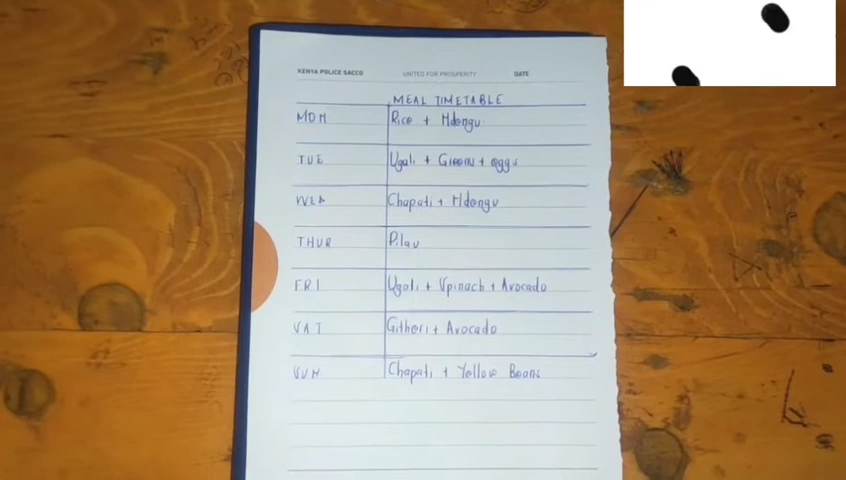 KENYA POLICE SACCO UNITED FOR PROSPERITY DATE
MEAL TIMETABLE
MON Rice + Ndengu
TUE Ugali + Greens + eggs
WED Chapati + Ndengu
THUR Pilau
FRI Ugali + Spinach + Avocado
SAT Githeri + Avocado
SUN Chapati + Yellow Beans